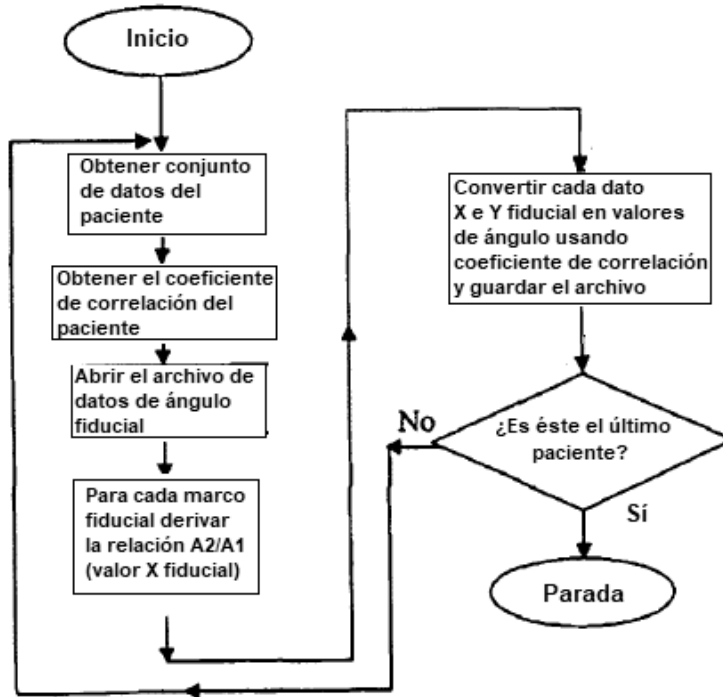 Inicio
Obtener conjunto
de datos del
paciente
Obtener el coeficiente
de correlación del
paciente
Abrir el archivo de
datos de ángulo
fiducial
Para cada marco
fiducial derivar
la relación A2/A1
(valor X fiducial)
Convertir cada dato
X e Y fiducial en valores
de ángulo usando
coeficiente de correlación
y guardar el archivo
¿Es éste el último
paciente?
No
Sí
Parada